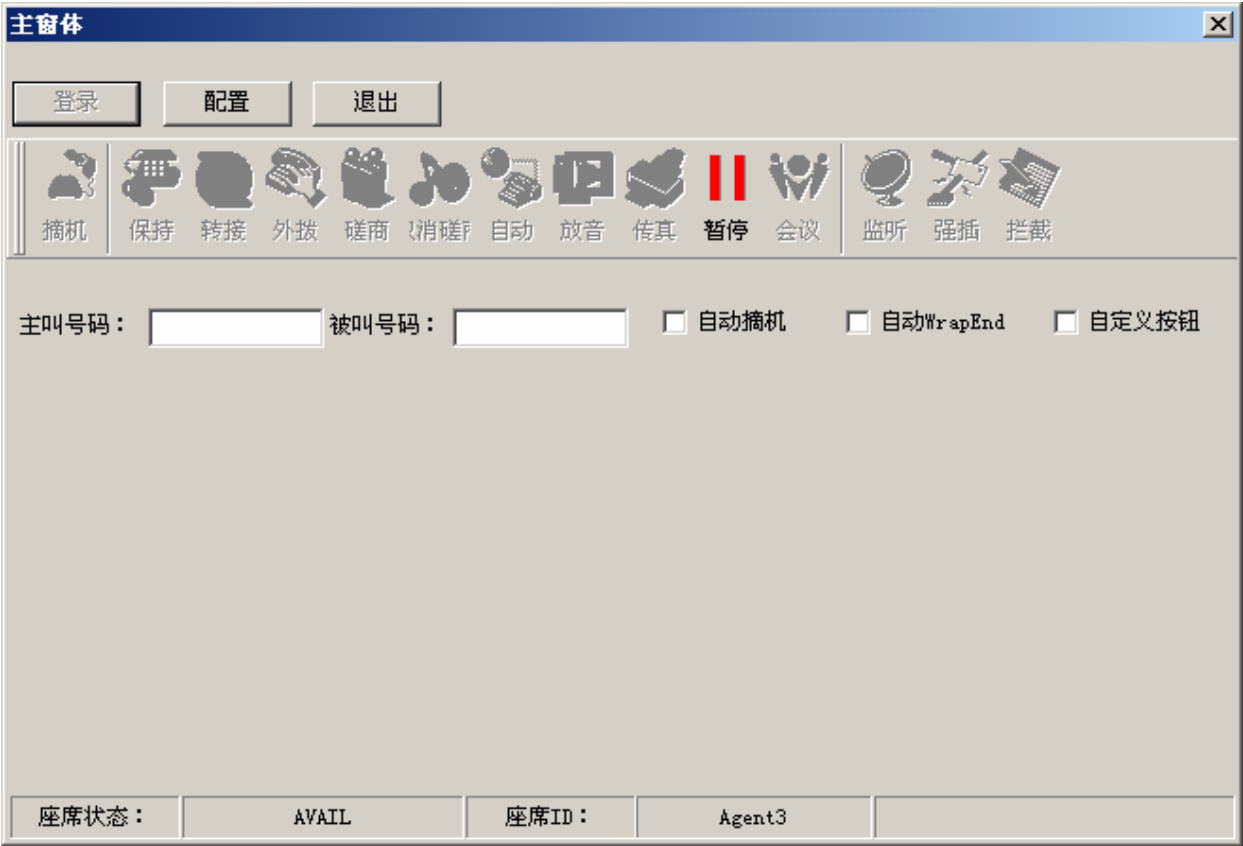 主窗体
登录 配置 退出
摘机 保持 转接 外拨 磋商 消磋 自动 放音 传真 暂停 会议 监听 强插 拦截
主叫号码： 被叫号码： 自动摘机 自动WrapEnd 自定义按钮
座席状态： AVAIL 座席ID： Agent3